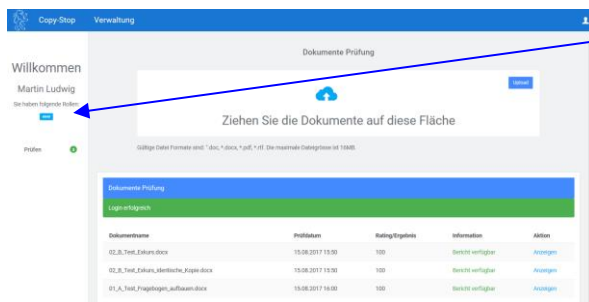 Copy-Stop Verwaltung
Dokumente Prüfung
Willkommen
Martin Ludwig
Sie haben folgende Rollen:
Prüfen
Upload
Ziehen Sie die Dokumente auf diese Fläche
Gültige Datei Formate sind: *.doc, *.docx, *.pdf, *.rtf. Die maximale Dateigrösse ist 10MB.
Dokumente Prüfung
Login erfolgreich
Dokumentname Prüfdatum Rating/Ergebnis Information Aktion
02_B_Test_Exkurs.docx 15.08.2017 15:50 100 Bericht verfügbar Anzeigen
02_B_Test_Exkurs_identische_Kopie.docx 15.08.2017 15:50 100 Bericht verfügbar Anzeigen
01_A_Test_Fragebogen_aufbauen.docx 15.08.2017 16:00 100 Bericht verfügbar Anzeigen